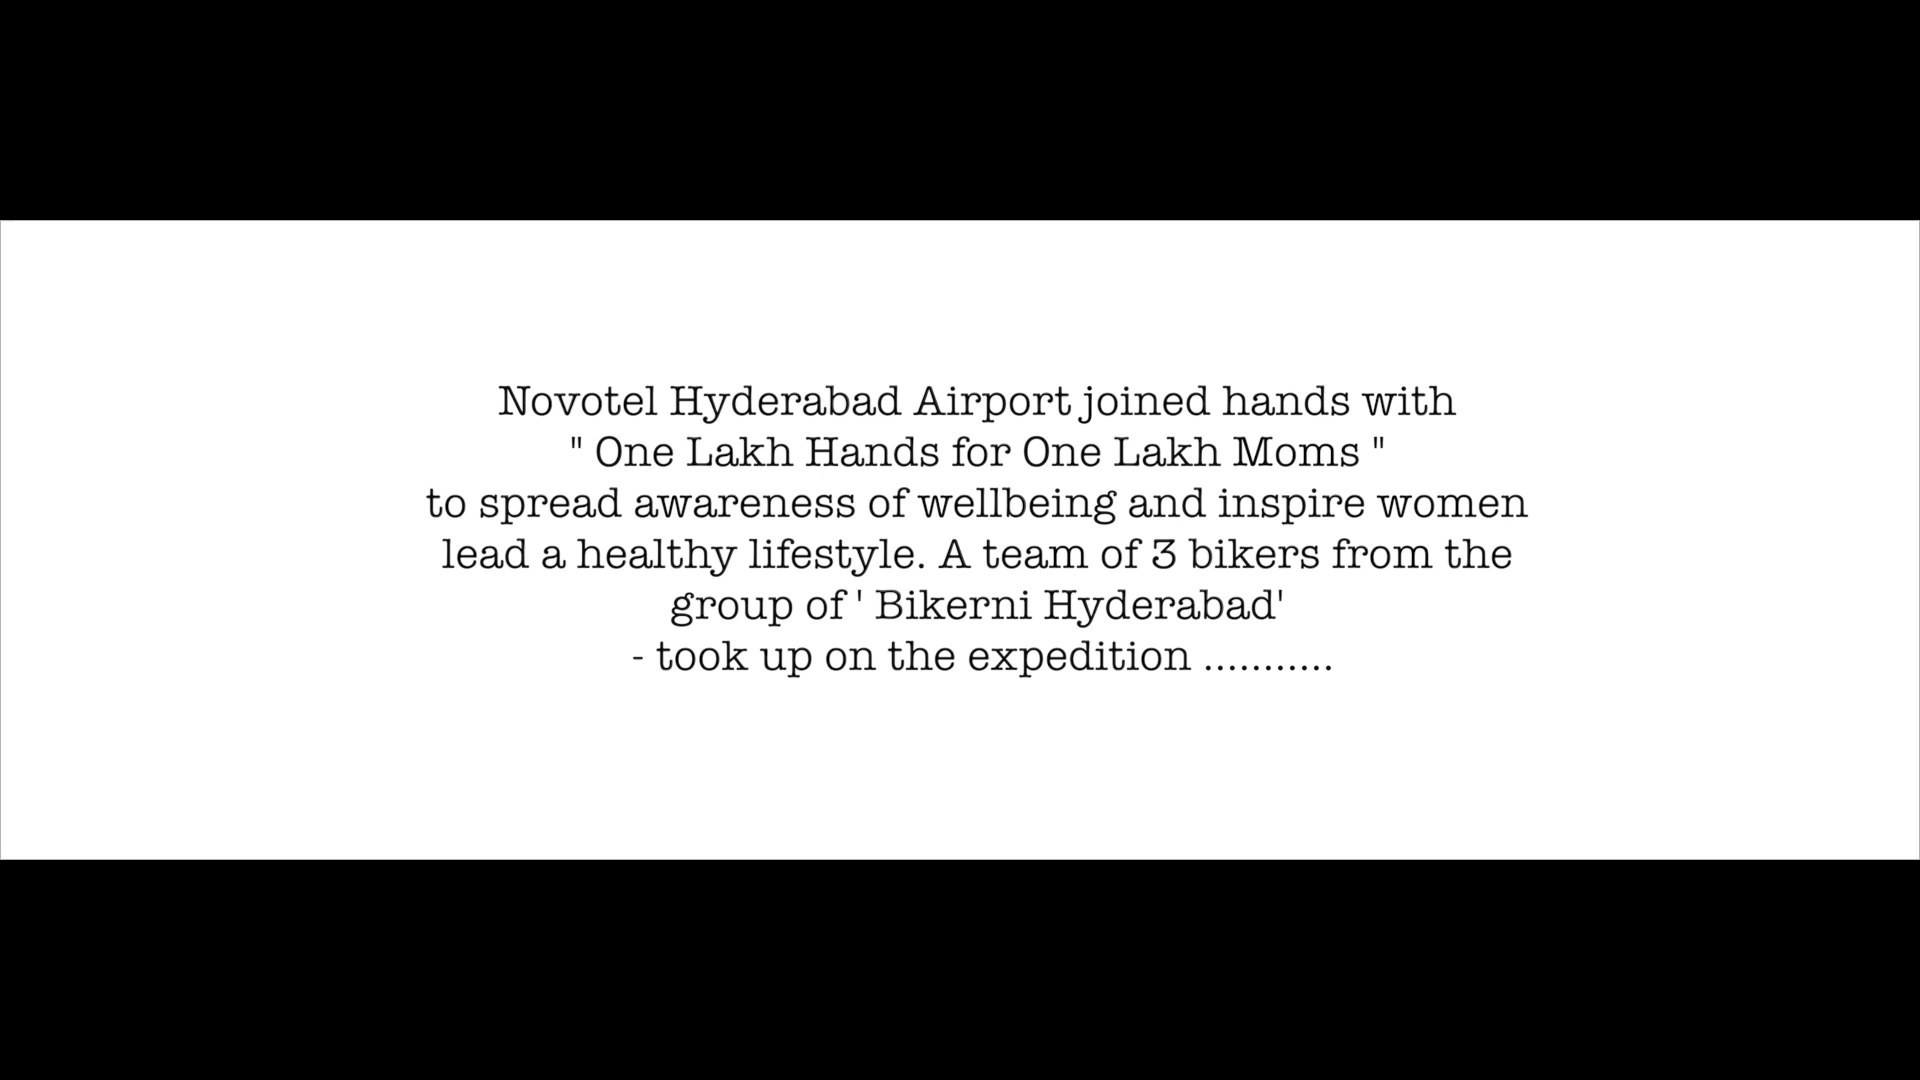 Novotel Hyderabad Airport joined hands with
" One Lakh Hands for One Lakh Moms "
to spread awareness of wellbeing and inspire women
lead a healthy lifestyle. A team of 3 bikers from the
group of ' Bikerni Hyderabad'
- took up on the expedition ...........